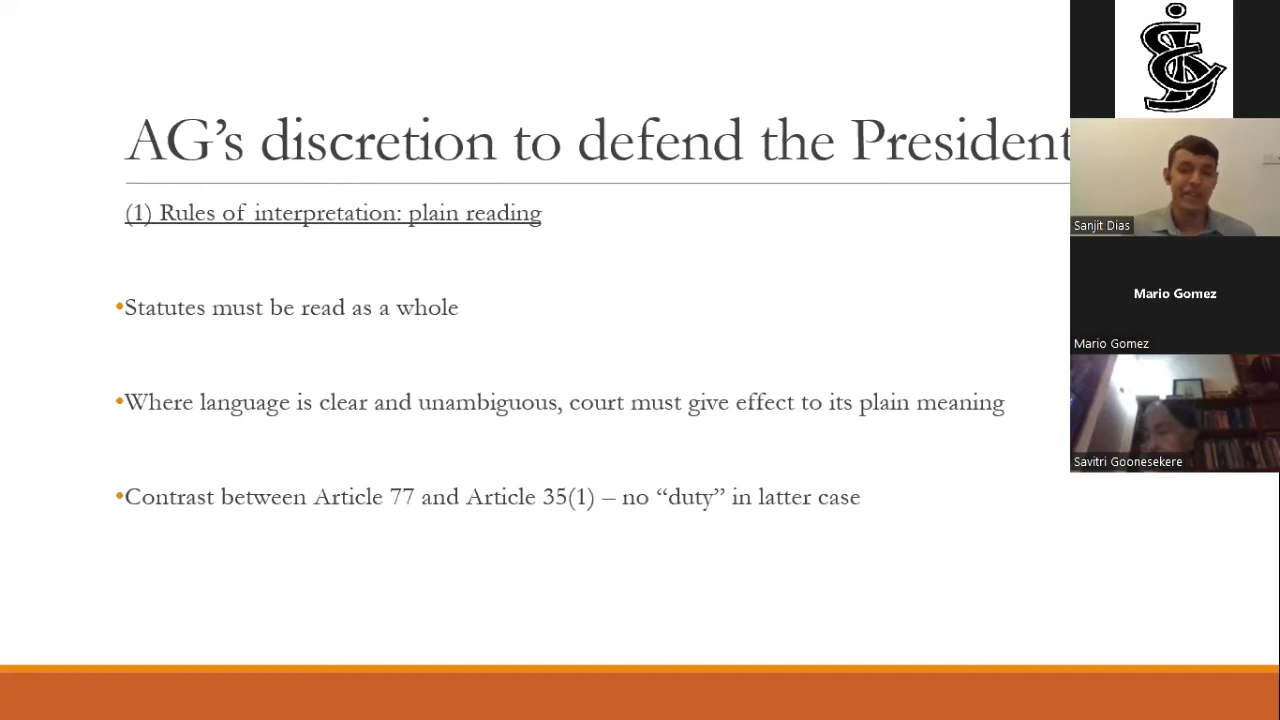 AG’s discretion to defend the President
(1) Rules of interpretation: plain reading
•Statutes must be read as a whole
•Where language is clear and unambiguous, court must give effect to its plain meaning
•Contrast between Article 77 and Article 35(1) – no “duty” in latter case
Sanjit Dias
Mario Gomez
Mario Gomez
Savitri Goonesekere